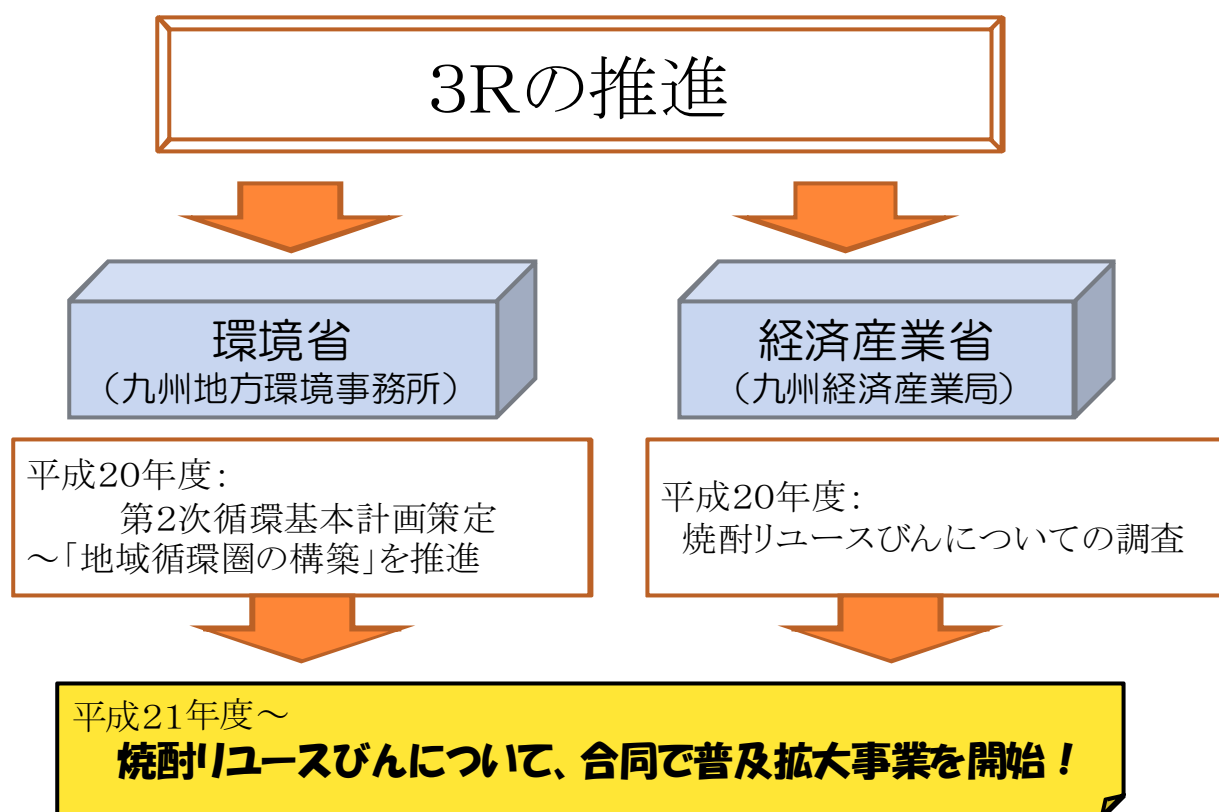 3Rの推進
環境省
（九州地方環境事務所）
経済産業省
（九州経済産業局）
平成20年度：
第2次循環基本計画策定
～「地域循環圏の構築」を推進
平成20年度：
焼酎リユースびんについての調査
平成21年度～
焼酎リユースびんについて、合同で普及拡大事業を開始！